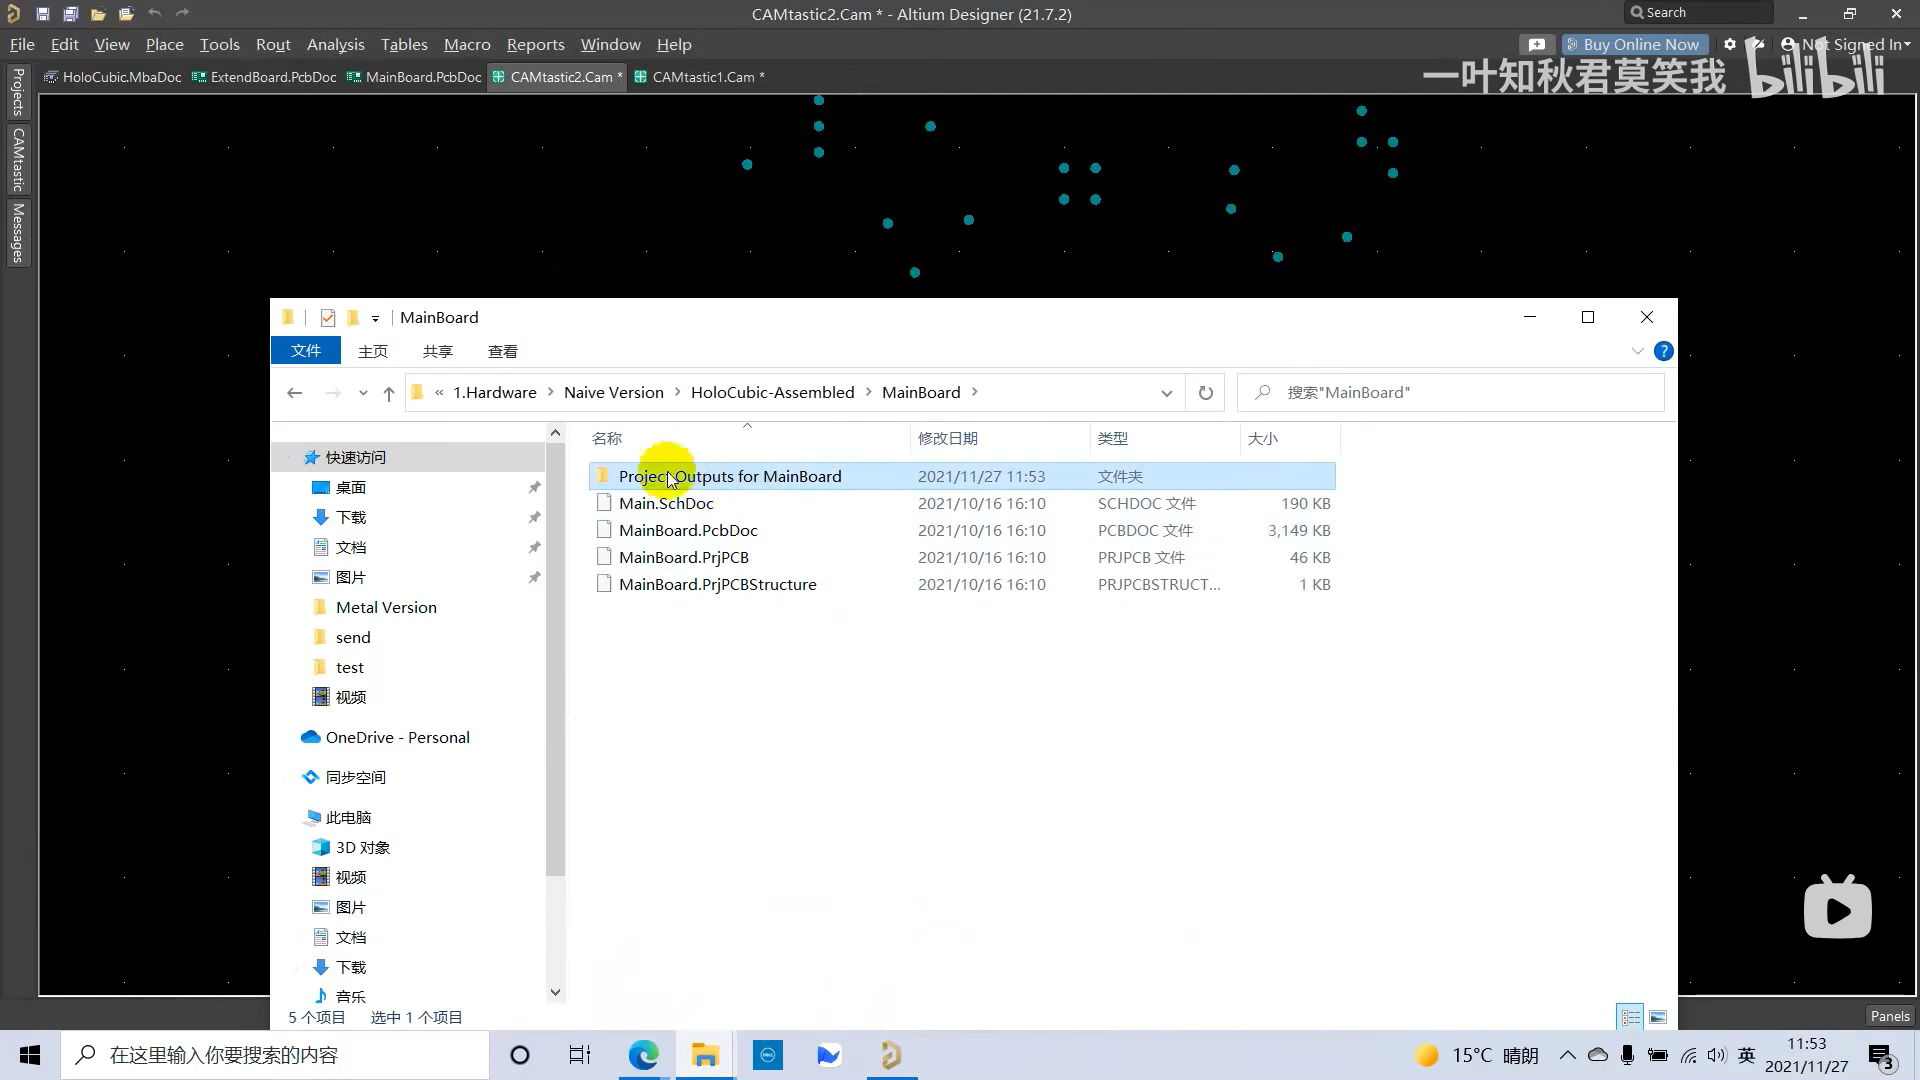 CAMtastic2.Cam * - Altium Designer (21.7.2)
Search
File Edit View Place Tools Rout Analysis Tables Macro Reports Window Help
Buy Online Now
Not Signed In
HoloCubic.MbaDoc ExtendBoard.PcbDoc MainBoard.PcbDoc CAMtastic2.Cam * CAMtastic1.Cam *
一叶知秋君莫笑我 bilibili
Projects
CAMtastic
Messages
MainBoard
文件 主页 共享 查看
« 1.Hardware > Naive Version > HoloCubic-Assembled > MainBoard >
搜索"MainBoard"
名称 修改日期 类型 大小
快速访问
桌面
下载
文档
图片
Metal Version
send
test
视频
OneDrive - Personal
同步空间
此电脑
3D 对象
视频
图片
文档
下载
音乐
Project Outputs for MainBoard 2021/11/27 11:53 文件夹
Main.SchDoc 2021/10/16 16:10 SCHDOC 文件 190 KB
MainBoard.PcbDoc 2021/10/16 16:10 PCBDOC 文件 3,149 KB
MainBoard.PrjPCB 2021/10/16 16:10 PRJPCB 文件 46 KB
MainBoard.PrjPCBStructure 2021/10/16 16:10 PRJPCBSTRUCT... 1 KB
5 个项目 选中 1 个项目
Panels
在这里输入你要搜索的内容
DELL
15°C 晴朗
英
11:53
2021/11/27
3